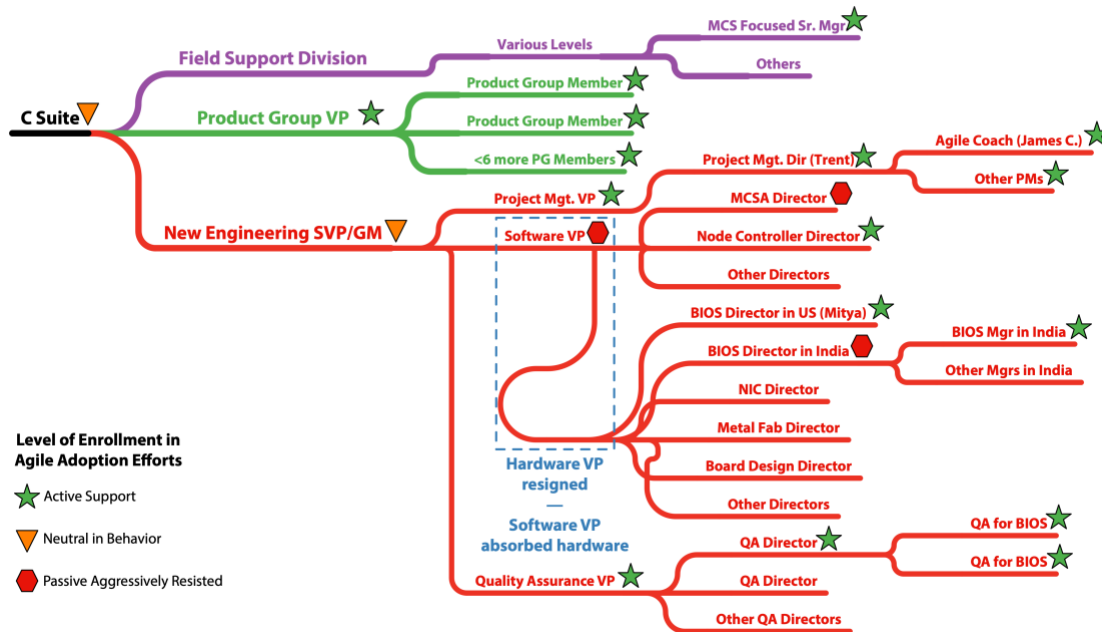 MCS Focused Sr. Mgr
Various Levels
Field Support Division
Others
Product Group Member
C Suite
Product Group VP
Product Group Member
<6 more PG Members
Agile Coach (James C.)
Project Mgt. Dir (Trent)
Other PMs
Project Mgt. VP
MCSA Director
New Engineering SVP/GM
Software VP
Node Controller Director
Other Directors
BIOS Director in US (Mitya)
BIOS Mgr in India
BIOS Director in India
Other Mgrs in India
NIC Director
Metal Fab Director
Board Design Director
Other Directors
Hardware VP
resigned
—
Software VP
absorbed hardware
QA for BIOS
QA Director
QA for BIOS
Quality Assurance VP
QA Director
Other QA Directors
Level of Enrollment in
Agile Adoption Efforts
Active Support
Neutral in Behavior
Passive Aggressively Resisted